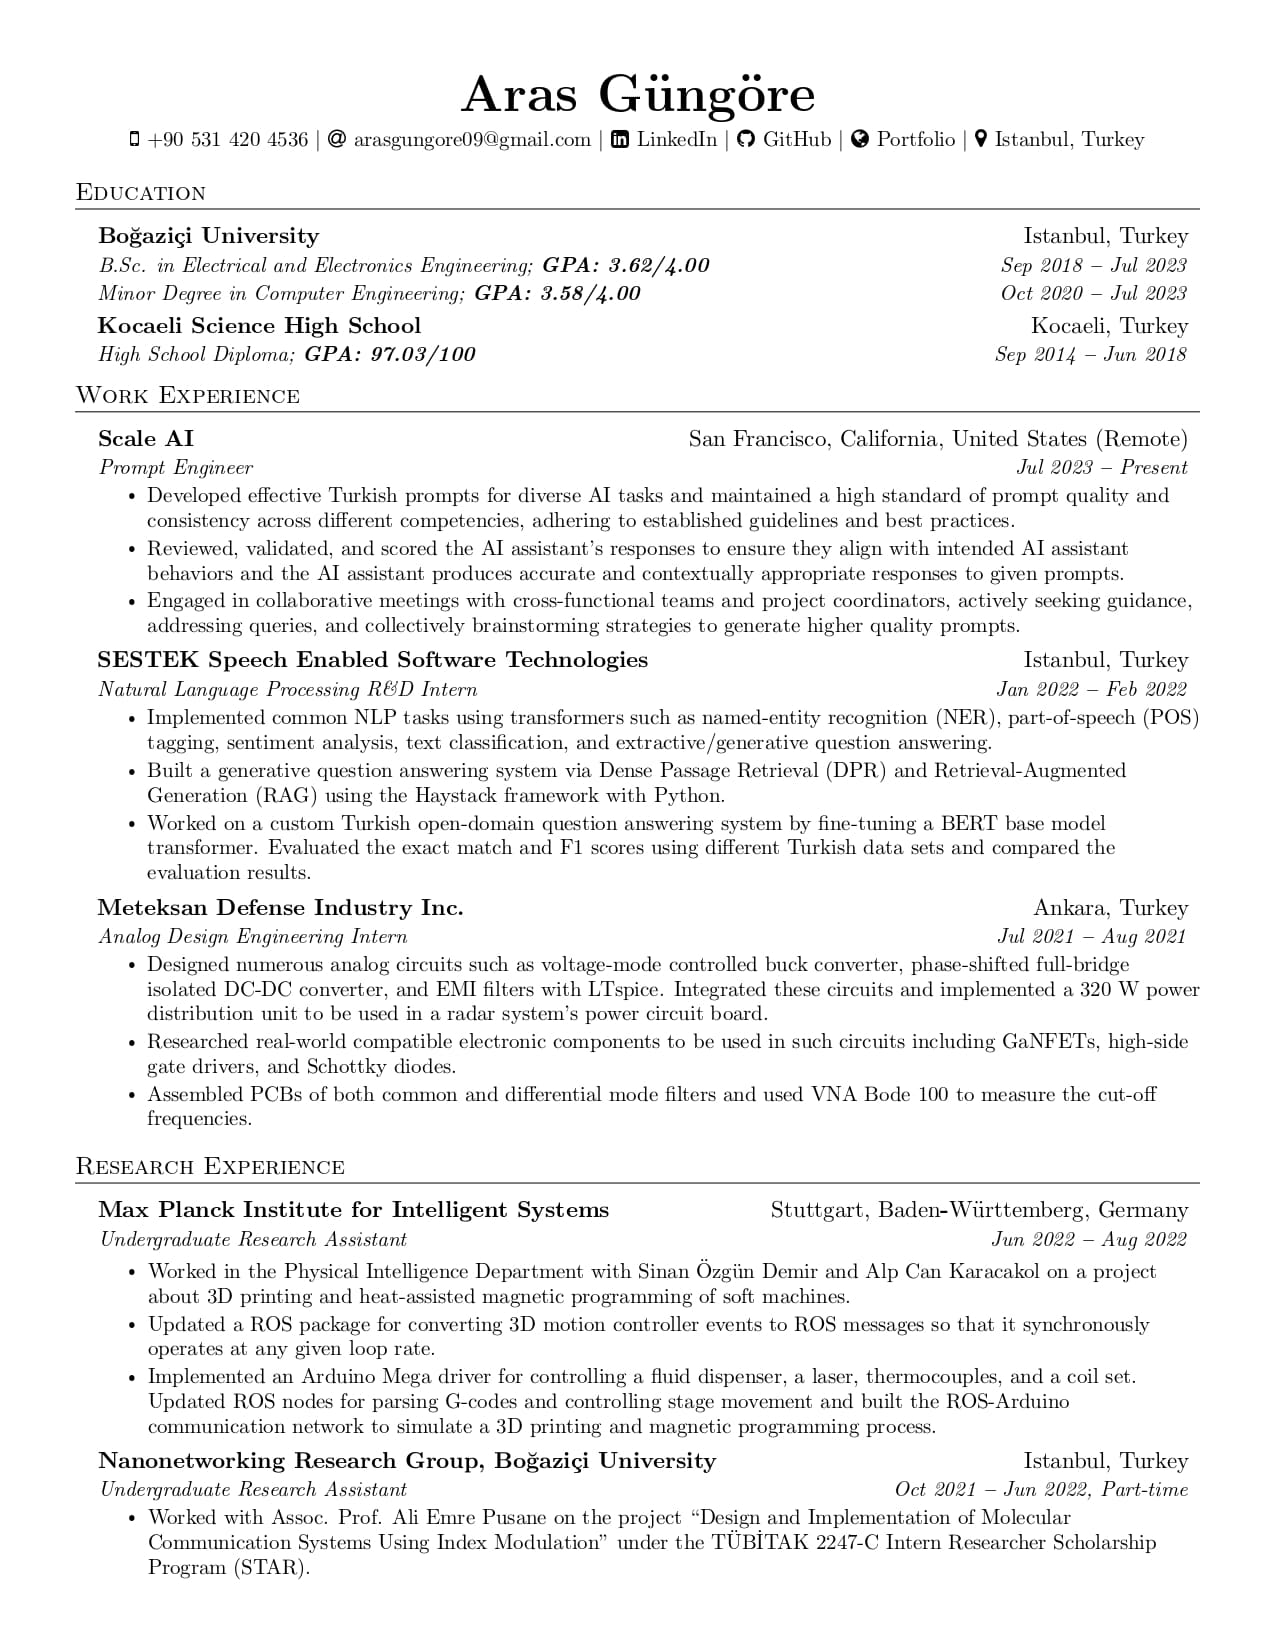 Aras Güngöre
+90 531 420 4536 | arasgungore09@gmail.com | LinkedIn | GitHub | Portfolio | Istanbul, Turkey
Education
Boğaziçi University Istanbul, Turkey
B.Sc. in Electrical and Electronics Engineering; GPA: 3.62/4.00 Sep 2018 – Jul 2023
Minor Degree in Computer Engineering; GPA: 3.58/4.00 Oct 2020 – Jul 2023
Kocaeli Science High School Kocaeli, Turkey
High School Diploma; GPA: 97.03/100 Sep 2014 – Jun 2018
Work Experience
Scale AI San Francisco, California, United States (Remote)
Prompt Engineer Jul 2023 – Present
• Developed effective Turkish prompts for diverse AI tasks and maintained a high standard of prompt quality and
consistency across different competencies, adhering to established guidelines and best practices.
• Reviewed, validated, and scored the AI assistant's responses to ensure they align with intended AI assistant
behaviors and the AI assistant produces accurate and contextually appropriate responses to given prompts.
• Engaged in collaborative meetings with cross-functional teams and project coordinators, actively seeking guidance,
addressing queries, and collectively brainstorming strategies to generate higher quality prompts.
SESTEK Speech Enabled Software Technologies Istanbul, Turkey
Natural Language Processing R&D Intern Jan 2022 – Feb 2022
• Implemented common NLP tasks using transformers such as named-entity recognition (NER), part-of-speech (POS)
tagging, sentiment analysis, text classification, and extractive/generative question answering.
• Built a generative question answering system via Dense Passage Retrieval (DPR) and Retrieval-Augmented
Generation (RAG) using the Haystack framework with Python.
• Worked on a custom Turkish open-domain question answering system by fine-tuning a BERT base model
transformer. Evaluated the exact match and F1 scores using different Turkish data sets and compared the
evaluation results.
Meteksan Defense Industry Inc. Ankara, Turkey
Analog Design Engineering Intern Jul 2021 – Aug 2021
• Designed numerous analog circuits such as voltage-mode controlled buck converter, phase-shifted full-bridge
isolated DC-DC converter, and EMI filters with LTspice. Integrated these circuits and implemented a 320 W power
distribution unit to be used in a radar system's power circuit board.
• Researched real-world compatible electronic components to be used in such circuits including GaNFETs, high-side
gate drivers, and Schottky diodes.
• Assembled PCBs of both common and differential mode filters and used VNA Bode 100 to measure the cut-off
frequencies.
Research Experience
Max Planck Institute for Intelligent Systems Stuttgart, Baden-Württemberg, Germany
Undergraduate Research Assistant Jun 2022 – Aug 2022
• Worked in the Physical Intelligence Department with Sinan Özgün Demir and Alp Can Karacakol on a project
about 3D printing and heat-assisted magnetic programming of soft machines.
• Updated a ROS package for converting 3D motion controller events to ROS messages so that it synchronously
operates at any given loop rate.
• Implemented an Arduino Mega driver for controlling a fluid dispenser, a laser, thermocouples, and a coil set.
Updated ROS nodes for parsing G-codes and controlling stage movement and built the ROS-Arduino
communication network to simulate a 3D printing and magnetic programming process.
Nanonetworking Research Group, Boğaziçi University Istanbul, Turkey
Undergraduate Research Assistant Oct 2021 – Jun 2022, Part-time
• Worked with Assoc. Prof. Ali Emre Pusane on the project “Design and Implementation of Molecular
Communication Systems Using Index Modulation” under the TÜBİTAK 2247-C Intern Researcher Scholarship
Program (STAR).